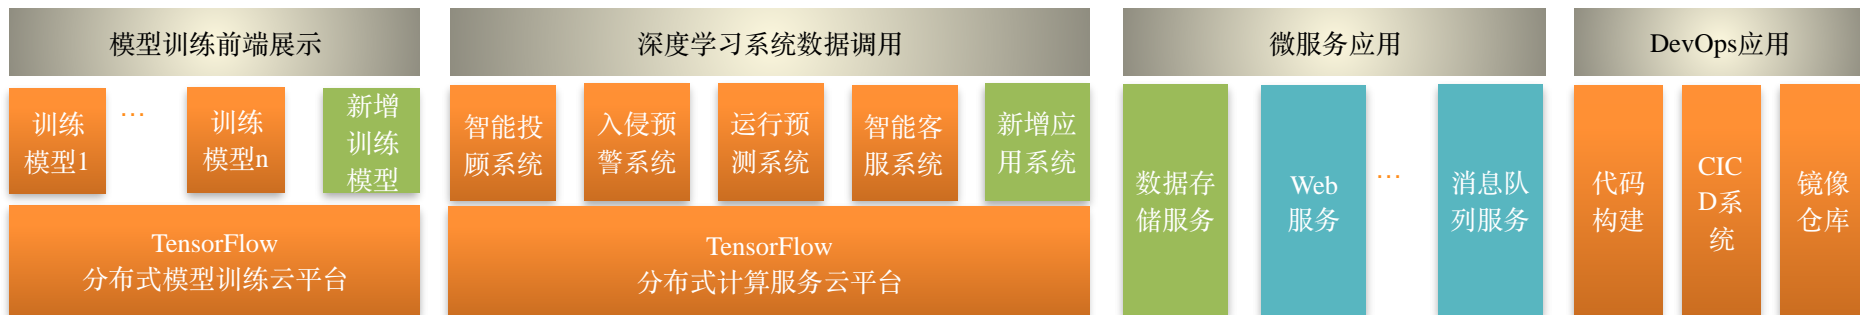 模型训练前端展示
训练
模型1
…
训练
模型n
新增
训练
模型
TensorFlow
分布式模型训练云平台
深度学习系统数据调用
智能投
顾系统
入侵预
警系统
运行预
测系统
智能客
服系统
新增应
用系统
TensorFlow
分布式计算服务云平台
微服务应用
数据存
储服务
Web
服务
…
消息队
列服务
DevOps应用
代码
构建
CIC
D系
统
镜像
仓库